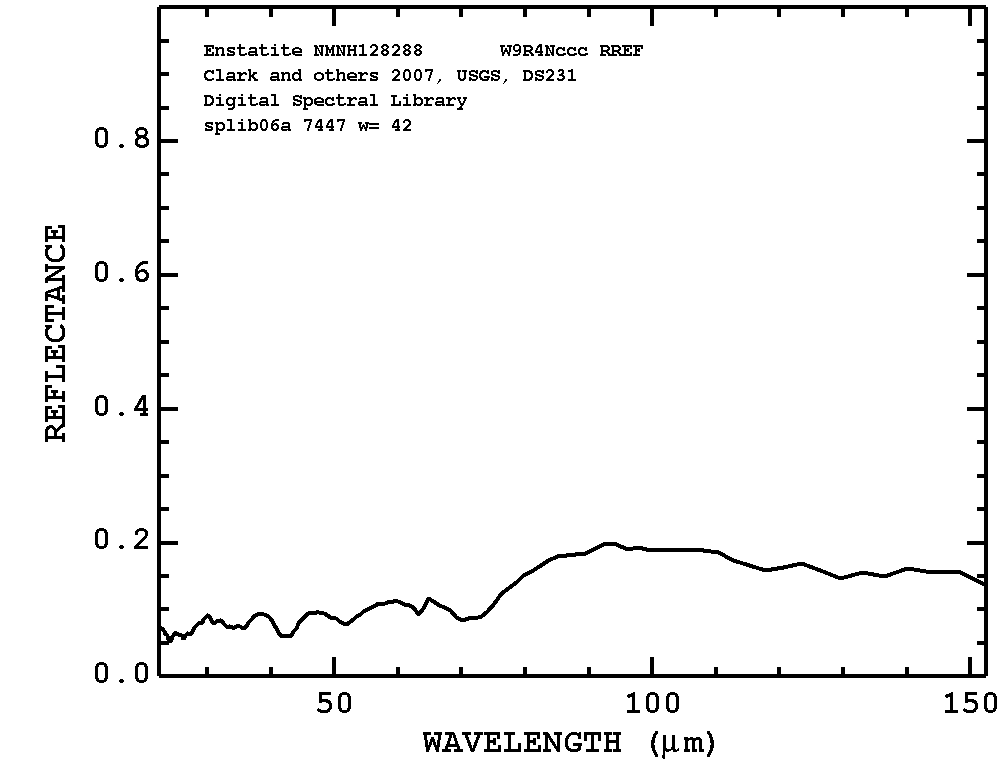 Enstatite NMNH128288 W9R4Nccc RREF
Clark and others 2007, USGS, DS231
Digital Spectral Library
splib06a 7447 w= 42
0.8
0.6
0.4
0.2
0.0
REFLECTANCE
50 100 150
WAVELENGTH (μm)